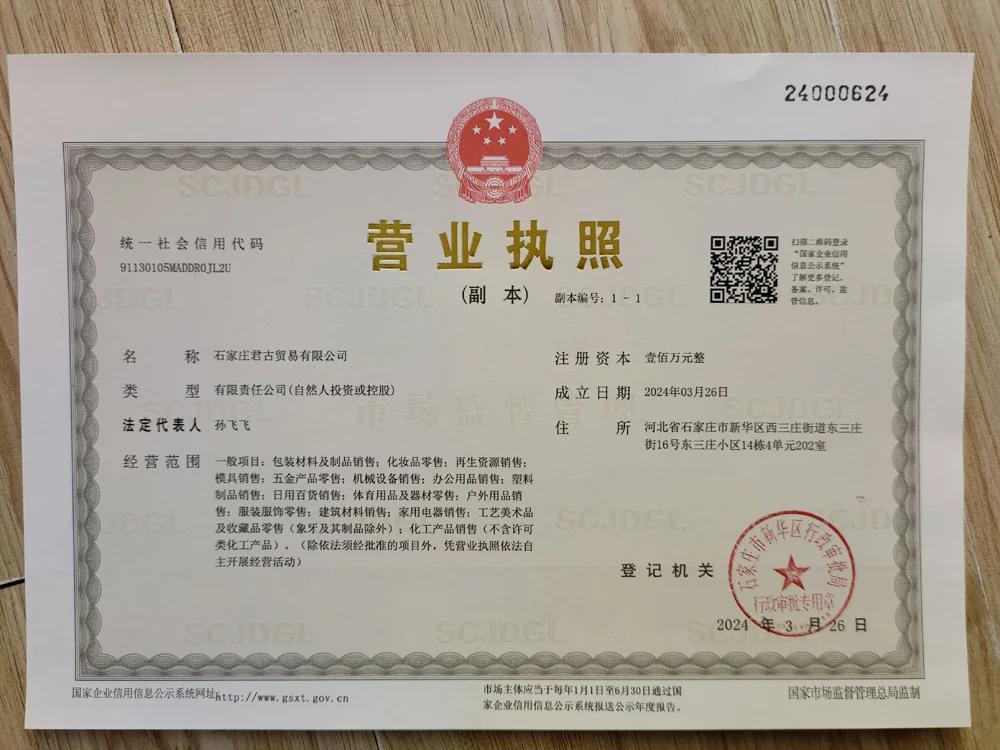 24000624
营业执照
(副 本) 副本编号：1 - 1
统一社会信用代码
91130105MADDR0JL2U
扫描二维码登录
“国家企业信用
信息公示系统”
了解更多登记、
备案、许可、监
管信息。
名 称 石家庄君古贸易有限公司
类 型 有限责任公司(自然人投资或控股)
法定代表人 孙飞飞
经营范围 一般项目：包装材料及制品销售；化妆品零售；再生资源销售；
模具销售；五金产品零售；机械设备销售；办公用品销售；塑料
制品销售；日用百货销售；体育用品及器材零售；户外用品销
售；服装服饰零售；建筑材料销售；家用电器销售；工艺美术品
及收藏品零售（象牙及其制品除外）；化工产品销售（不含许可
类化工产品）。（除依法须经批准的项目外，凭营业执照依法自
主开展经营活动）
注册资本 壹佰万元整
成立日期 2024年03月26日
住 所 河北省石家庄市新华区西三庄街道东三庄
街16号东三庄小区14栋4单元202室
登记机关
石家庄市新华区行政审批局
行政审批专用章
2024 年 3 月 26 日
SCJDGL
SCJDGL
SCJDGL
市场监督管理
国家企业信用信息公示系统网址http://www.gsxt.gov.cn
市场主体应当于每年1月1日至6月30日通过国
家企业信用信息公示系统报送公示年度报告。
国家市场监督管理总局监制